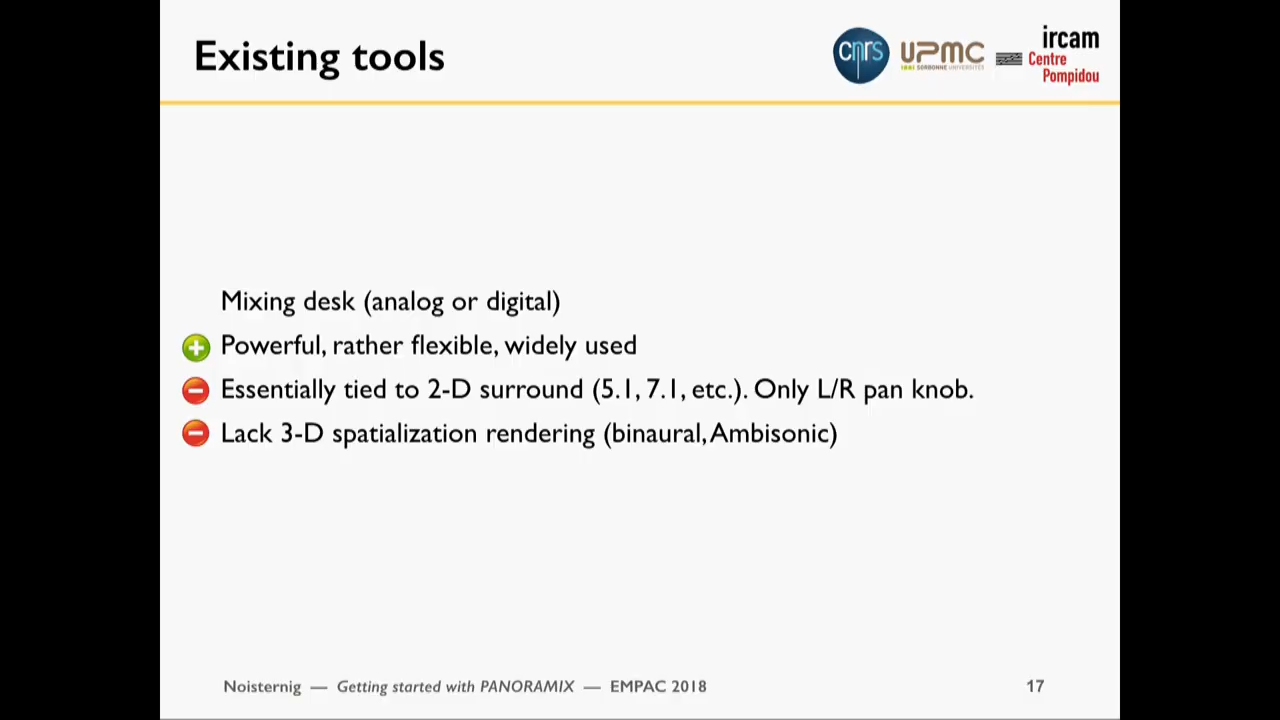 Existing tools
cnrs
UPMC
SORBONNE UNIVERSITÉS
ircam
Centre
Pompidou
Mixing desk (analog or digital)
Powerful, rather flexible, widely used
Essentially tied to 2-D surround (5.1, 7.1, etc.). Only L/R pan knob.
Lack 3-D spatialization rendering (binaural, Ambisonic)
Noisternig — Getting started with PANORAMIX — EMPAC 2018
17